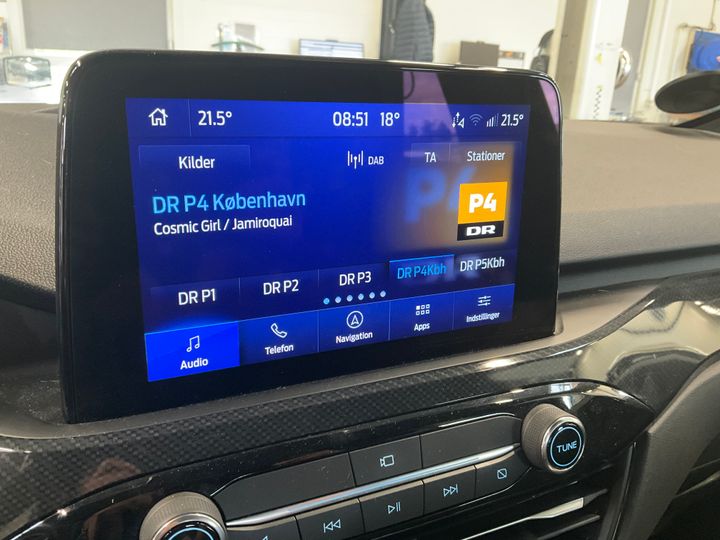 21.5° 08:51 18° 21.5°
Kilder DAB TA Stationer
DR P4 København
Cosmic Girl / Jamiroquai
P4
DR
DR P1 DR P2 DR P3 DR P4Kbh DR P5Kbh
Audio Telefon Navigation Apps Indstillinger
TUNE